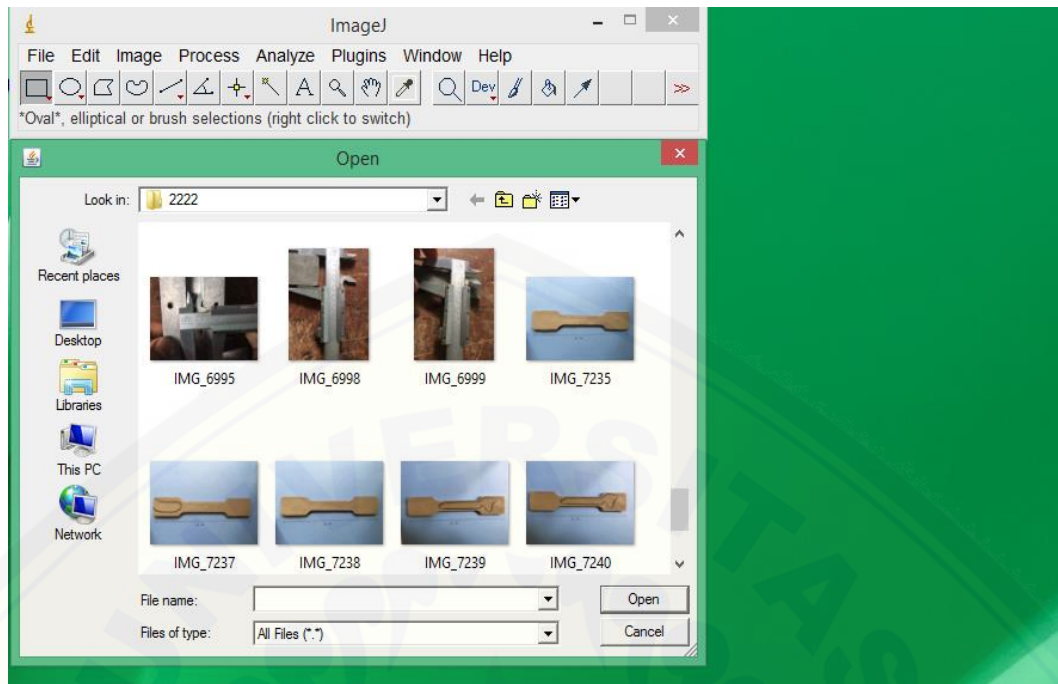 ImageJ
File Edit Image Process Analyze Plugins Window Help
A Dev >>
*Oval*, elliptical or brush selections (right click to switch)
Open
Look in: 2222
Recent places
Desktop
Libraries
This PC
Network
IMG_6995 IMG_6998 IMG_6999 IMG_7235
IMG_7237 IMG_7238 IMG_7239 IMG_7240
File name: Open
Files of type: All Files (*.*) Cancel
UNIVERSITAS